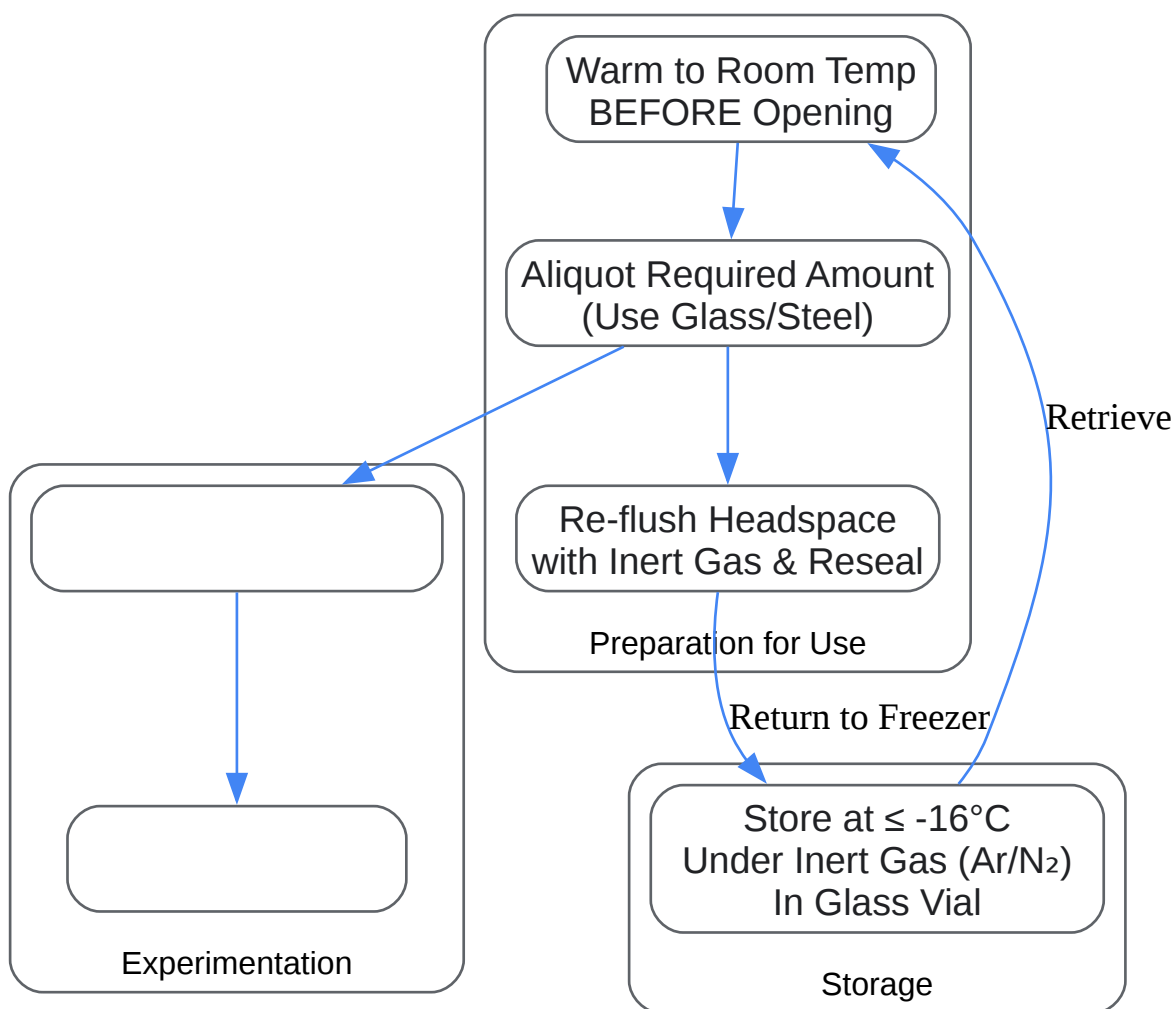 Warm to Room Temp
BEFORE Opening
Aliquot Required Amount
(Use Glass/Steel)
Retrieve
Re-flush Headspace
with Inert Gas & Reseal
Preparation for Use
Return to Freezer
Store at ≤ -16°C
Under Inert Gas (Ar/N₂)
In Glass Vial
Experimentation
Storage